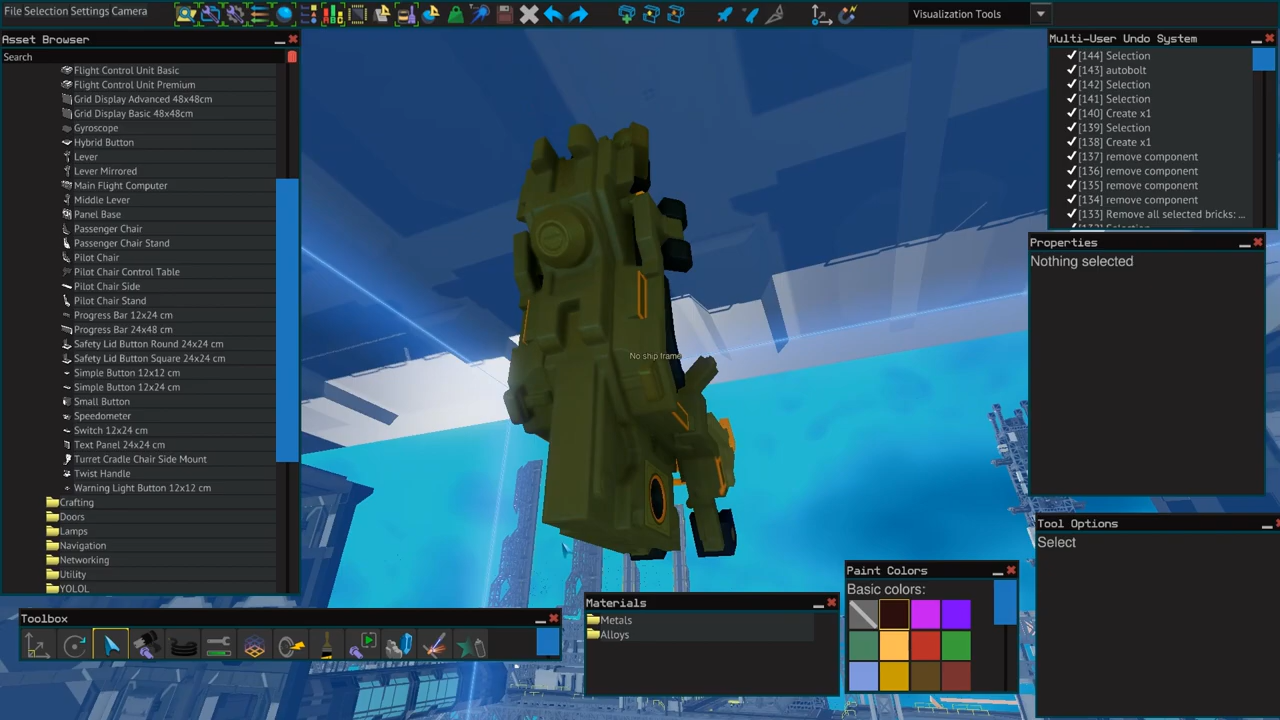 File Selection Settings Camera
Visualization Tools
Asset Browser
Search
Flight Control Unit Basic
Flight Control Unit Premium
Grid Display Advanced 48x48cm
Grid Display Basic 48x48cm
Gyroscope
Hybrid Button
Lever
Lever Mirrored
Main Flight Computer
Middle Lever
Panel Base
Passenger Chair
Passenger Chair Stand
Pilot Chair
Pilot Chair Control Table
Pilot Chair Side
Pilot Chair Stand
Progress Bar 12x24 cm
Progress Bar 24x48 cm
Safety Lid Button Round 24x24 cm
Safety Lid Button Square 24x24 cm
Simple Button 12x12 cm
Simple Button 12x24 cm
Small Button
Speedometer
Switch 12x24 cm
Text Panel 24x24 cm
Turret Cradle Chair Side Mount
Twist Handle
Warning Light Button 12x12 cm
Crafting
Doors
Lamps
Navigation
Networking
Utility
YOLOL
No ship frame
Multi-User Undo System
[144] Selection
[143] autobolt
[142] Selection
[141] Selection
[140] Create x1
[139] Selection
[138] Create x1
[137] remove component
[136] remove component
[135] remove component
[134] remove component
[133] Remove all selected bricks: ...
Properties
Nothing selected
Tool Options
Select
Toolbox
Materials
Metals
Alloys
Paint Colors
Basic colors: